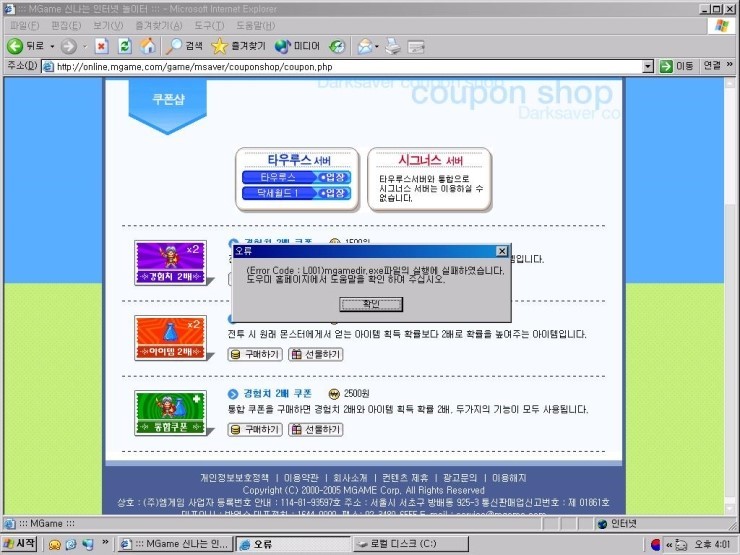 ::: MGame 신나는 인터넷 놀이터 ::: - Microsoft Internet Explorer
파일(F) 편집(E) 보기(V) 즐겨찾기(A) 도구(T) 도움말(H)
뒤로 검색 즐겨찾기 미디어
주소(D) http://online.mgame.com/game/msaver/couponshop/coupon.php 이동 연결 »
쿠폰샵
Darksaver coupon shop
coupon shop
Darksaver co
타우루스 서버
타우루스 입장
닥세월드 1 입장
시그너스 서버
타우루스서버와 통합으로
시그너스 서버는 이용하실 수
없습니다.
×2
경험치 2배
경험치 2배 쿠폰 1500원
템입니다.
오류
(Error Code : L001)mgamedir.exe파일의 실행에 실패하였습니다.
도우미 홈페이지에서 도움말을 확인 하여 주십시오.
확인
×2
아이템 2배
전투 시 원래 몬스터에게서 얻는 아이템 획득 확률보다 2배로 확률을 높여주는 아이템입니다.
구매하기 선물하기
통합쿠폰
경험치 2배 쿠폰 2500원
통합 쿠폰을 구매하면 경험치 2배와 아이템 획득 확률 2배, 두가지의 기능이 모두 사용됩니다.
구매하기 선물하기
개인정보보호정책 | 이용약관 | 회사소개 | 컨텐츠 제휴 | 광고문의 | 이용해지
Copyright (C) 2000-2005 MGAME Corp. All Rights Reserved
상호 : (주)엠게임 사업자 등록번호 안내 : 114-81-93597호 주소 : 서울시 서초구 방배동 925-3 통신판매업신고번호 : 제 01861호
::: MGame ::: 인터넷
시작 » ::: MGame 신나는 인... 오류 로컬 디스크 (C:) « 오후 4:01